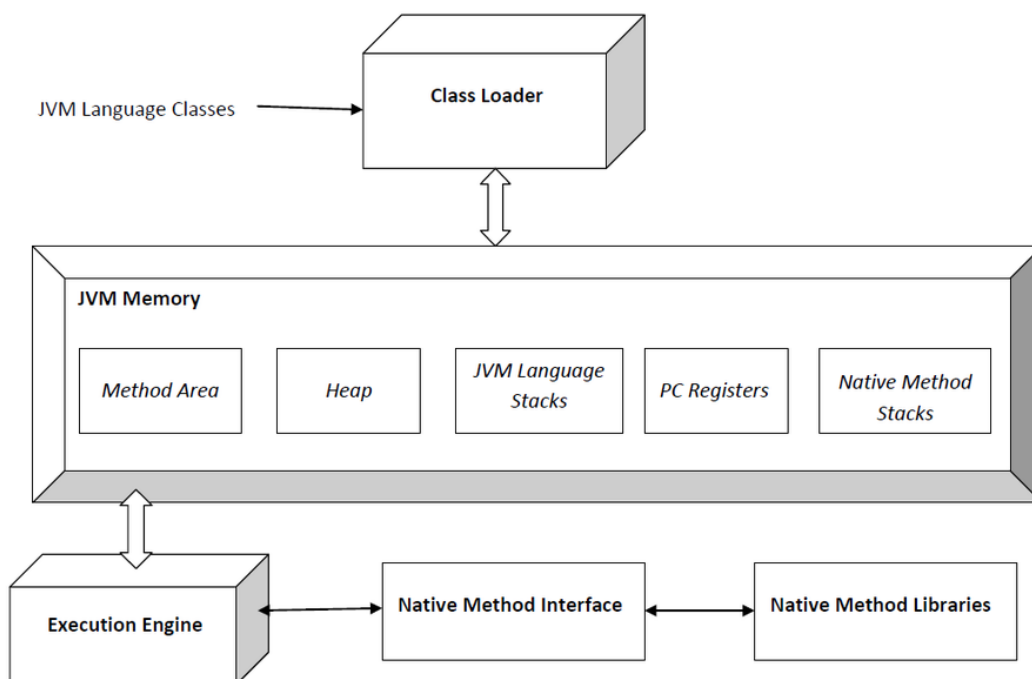 Class Loader
JVM Language Classes
JVM Memory
Method Area
Heap
JVM Language
Stacks
PC Registers
Native Method
Stacks
Execution Engine
Native Method Interface
Native Method Libraries